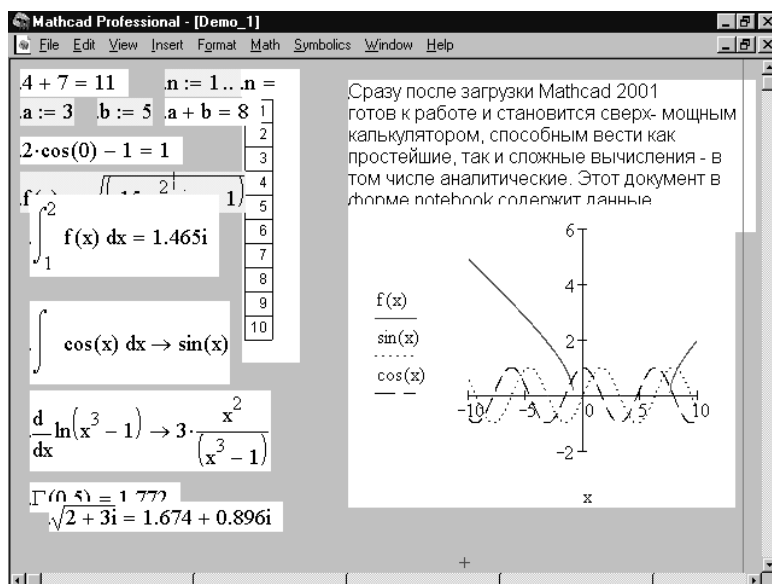 Mathcad Professional - [Demo_1]
File Edit View Insert Format Math Symbolics Window Help
4 + 7 = 11 n := 1.. n =
a := 3 b := 5 a + b = 8
2·cos(0) − 1 = 1
1
2
3
4
5
6
7
8
9
10
∫₁² f(x) dx = 1.465i
∫ cos(x) dx → sin(x)
d/dx ln(x³ − 1) → 3· x²/(x³ − 1)
Γ(0.5) = 1.772
√(2 + 3i) = 1.674 + 0.896i
Сразу после загрузки Mathcad 2001
готов к работе и становится сверх- мощным
калькулятором, способным вести как
простейшие, так и сложные вычисления - в
том числе аналитические. Этот документ в
форме notebook содержит данные
f(x)
sin(x)
cos(x)
6
4
2
−10 −5 0 5 10
−2
x